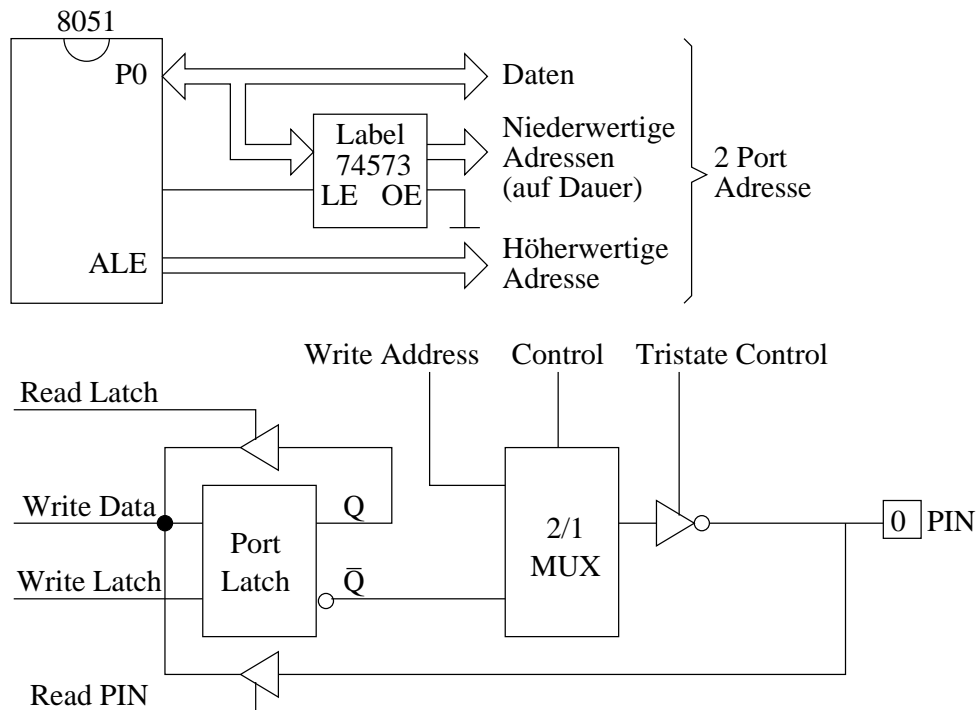 8051
P0
Daten
Label
74573
LE OE
Niederwertige
Adressen
(auf Dauer)
2 Port
Adresse
ALE
Höherwertige
Adresse
Write Address
Control
Tristate Control
Read Latch
Write Data
Q
Port
Latch
Write Latch
Q̅
2/1
MUX
0 PIN
Read PIN